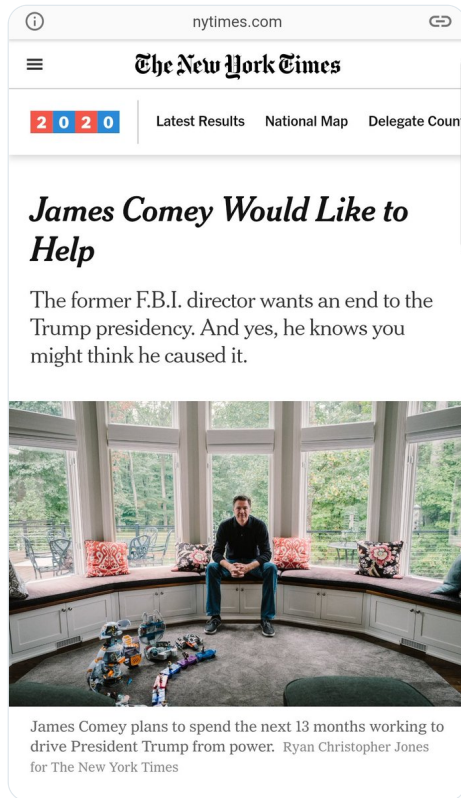 nytimes.com
The New York Times
2020
Latest Results National Map Delegate Coun
James Comey Would Like to
Help
The former F.B.I. director wants an end to the
Trump presidency. And yes, he knows you
might think he caused it.
James Comey plans to spend the next 13 months working to
drive President Trump from power. Ryan Christopher Jones
for The New York Times